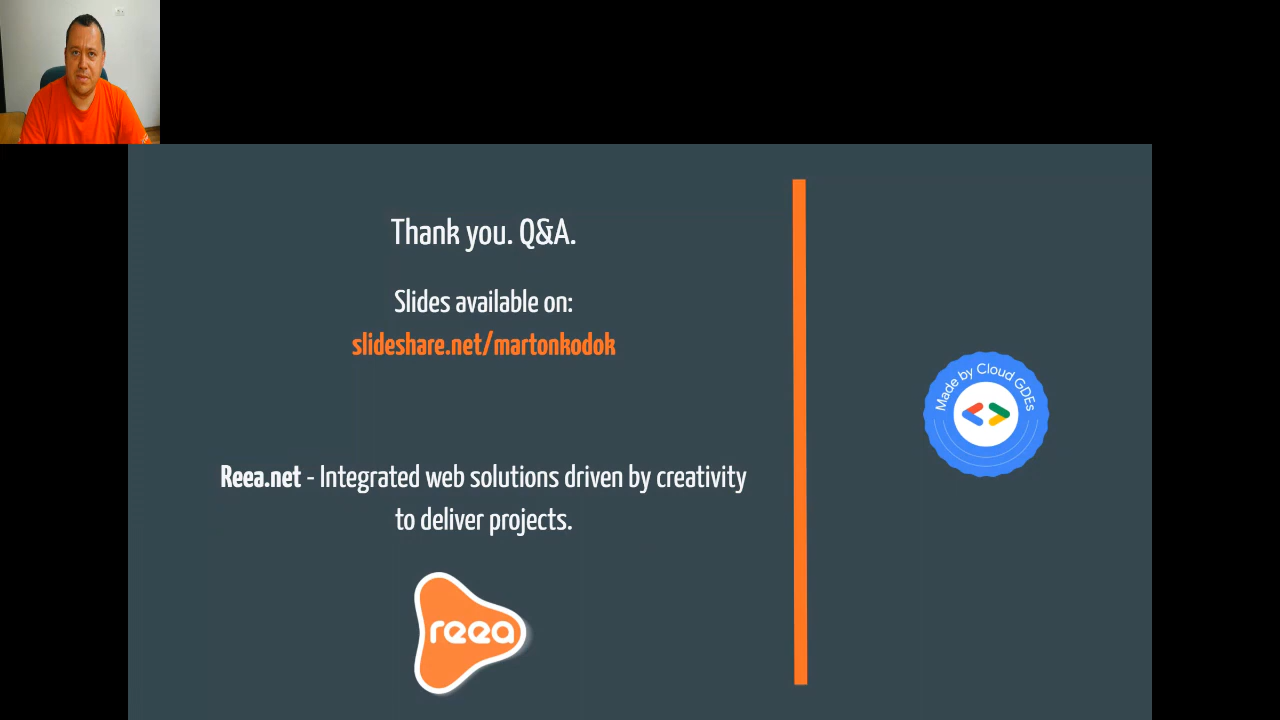 Thank you. Q&A.
Slides available on:
slideshare.net/martonkodok
Made by Cloud GDEs
Reea.net - Integrated web solutions driven by creativity
to deliver projects.
reea